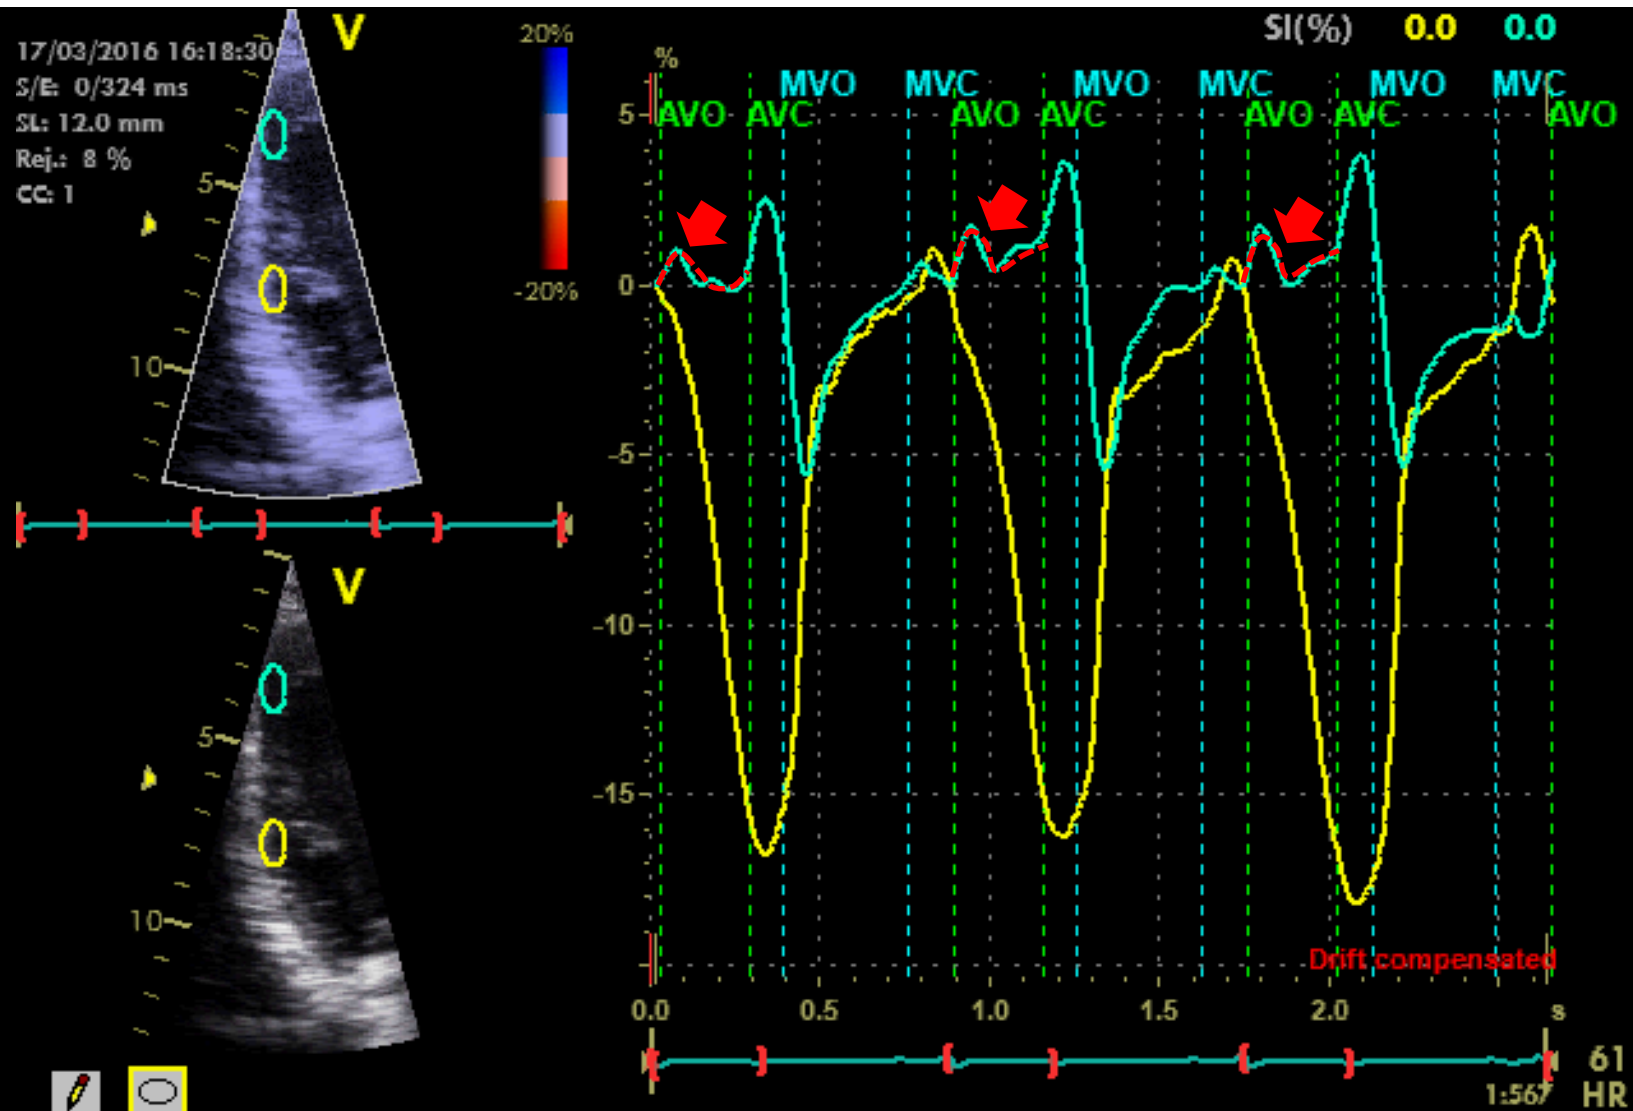 17/03/2016 16:18:30
S/E: 0/324 ms
SL: 12.0 mm
Rej.: 8 %
CC: 1
V
20%
-20%
5
10
V
5
10
SI(%) 0.0 0.0
%
MVO MVC MVO MVC MVO MVC
AVO AVC AVO AVC AVO AVC AVO
5
0
-5
-10
-15
Drift compensated
0.0 0.5 1.0 1.5 2.0 s
61
1:567 HR